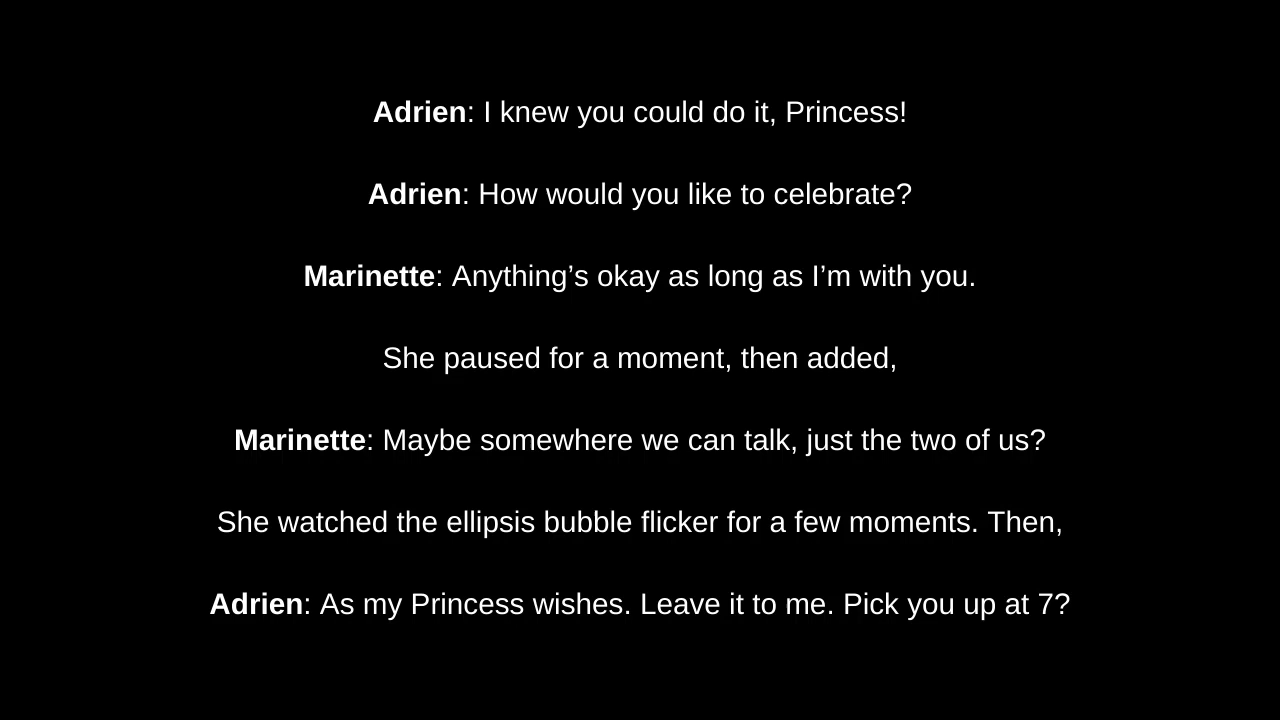 Adrien: I knew you could do it, Princess!
Adrien: How would you like to celebrate?
Marinette: Anything’s okay as long as I’m with you.
She paused for a moment, then added,
Marinette: Maybe somewhere we can talk, just the two of us?
She watched the ellipsis bubble flicker for a few moments. Then,
Adrien: As my Princess wishes. Leave it to me. Pick you up at 7?